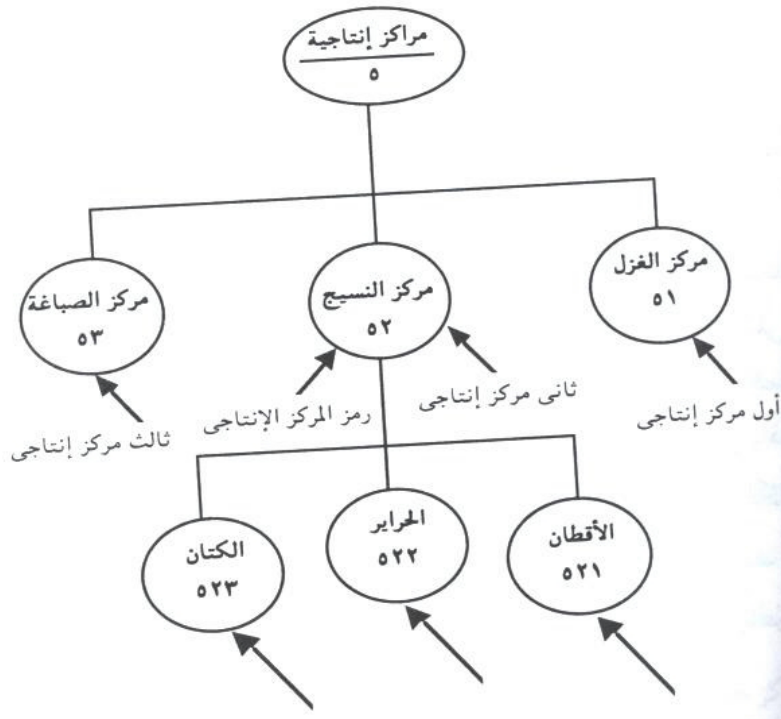 مراكز إنتاجية
٥
مركز الغزل
٥١
مركز النسيج
٥٢
مركز الصباغة
٥٣
أول مركز إنتاجى
ثانى مركز إنتاجى
رمز المركز الإنتاجى
ثالث مركز إنتاجى
الأقطان
٥٢١
الحراير
٥٢٢
الكتان
٥٢٣